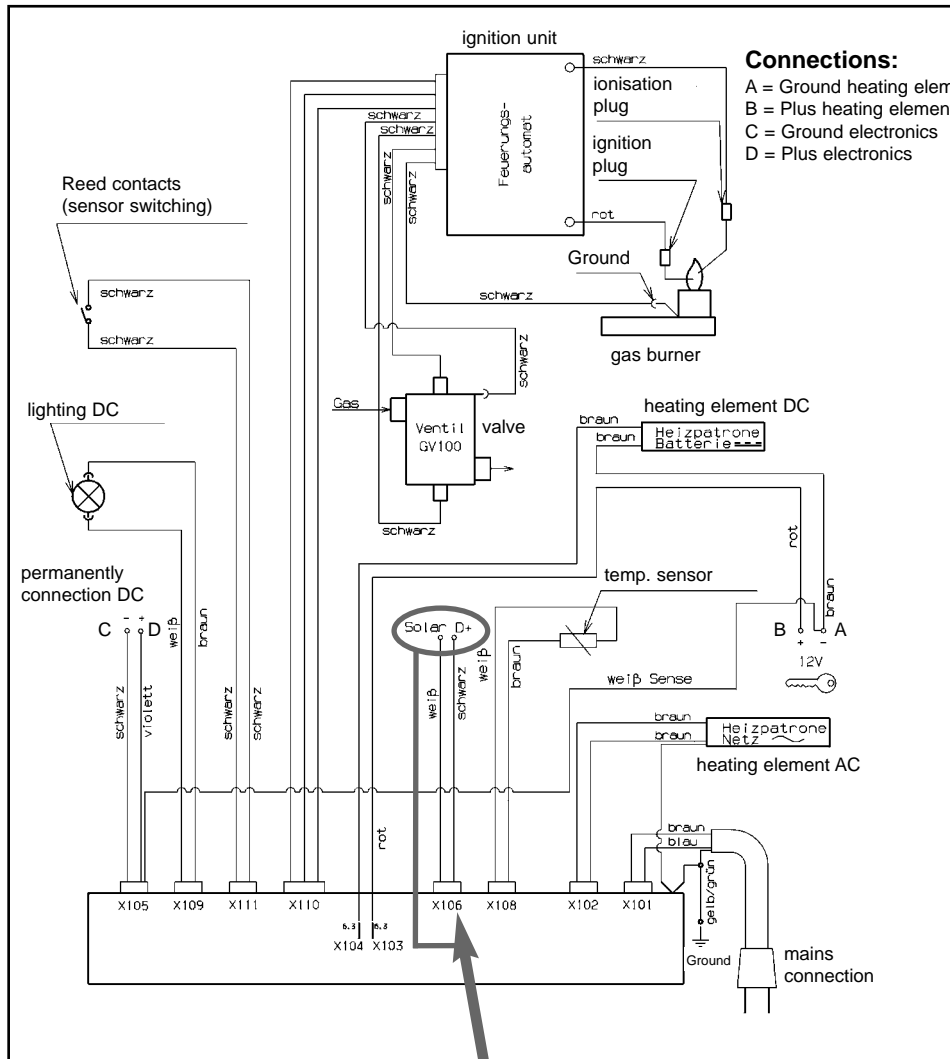 ignition unit
schwarz
ionisation
plug
ignition
plug
Feuerungs-
automat
rot
Connections:
A = Ground heating elem
B = Plus heating elemen
C = Ground electronics
D = Plus electronics
schwarz
schwarz
schwarz
schwarz
Reed contacts
(sensor switching)
schwarz
schwarz
Ground
schwarz
gas burner
schwarz
Gas
Ventil
GV100
valve
schwarz
lighting DC
heating element DC
braun
braun
Heizpatrone
Batterie
rot
braun
permanently
connection DC
C - + D
weiß
braun
schwarz
violett
schwarz
schwarz
Solar D+
weiß
schwarz
weiß
braun
temp. sensor
B A
+ -
12V
weiß Sense
braun
braun
Heizpatrone
Netz
heating element AC
rot
braun
blau
gelb/grün
X105 X109 X111 X110 X106 X108 X102 X101
6.3 6.3
X104 X103
Ground
mains
connection